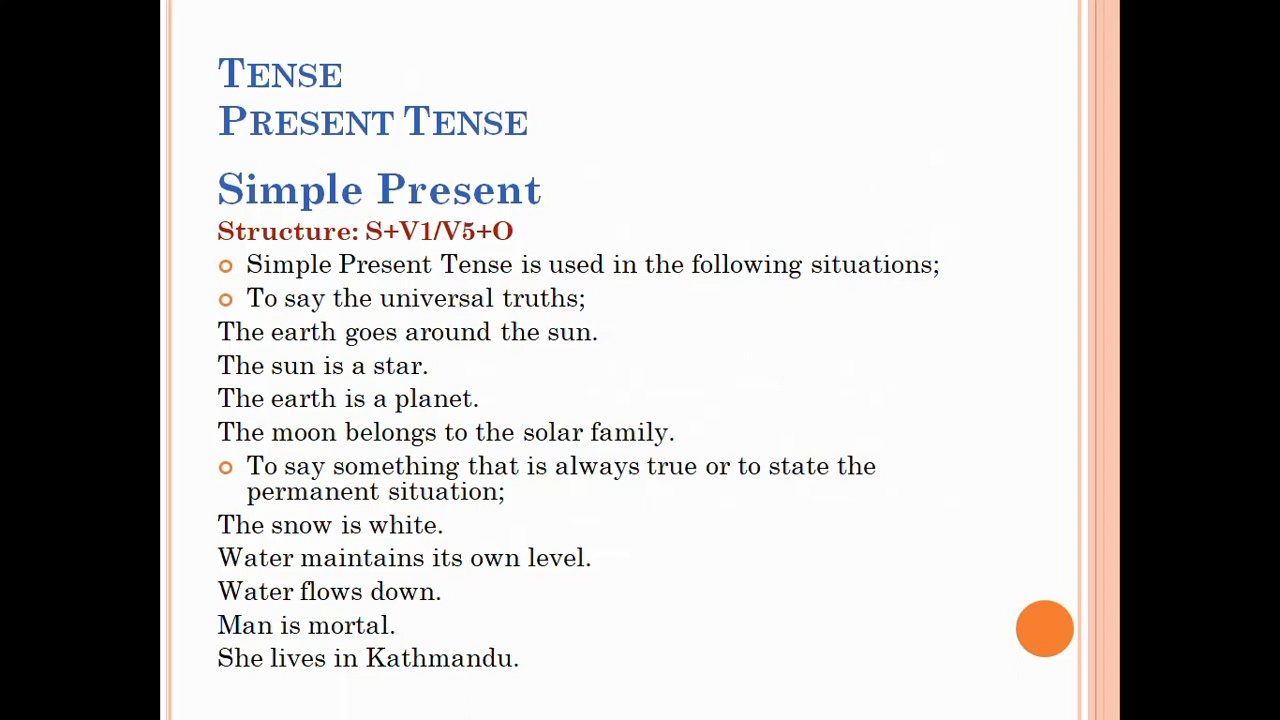 TENSE
PRESENT TENSE
Simple Present
Structure: S+V1/V5+O
Simple Present Tense is used in the following situations;
To say the universal truths;
The earth goes around the sun.
The sun is a star.
The earth is a planet.
The moon belongs to the solar family.
To say something that is always true or to state the
permanent situation;
The snow is white.
Water maintains its own level.
Water flows down.
Man is mortal.
She lives in Kathmandu.